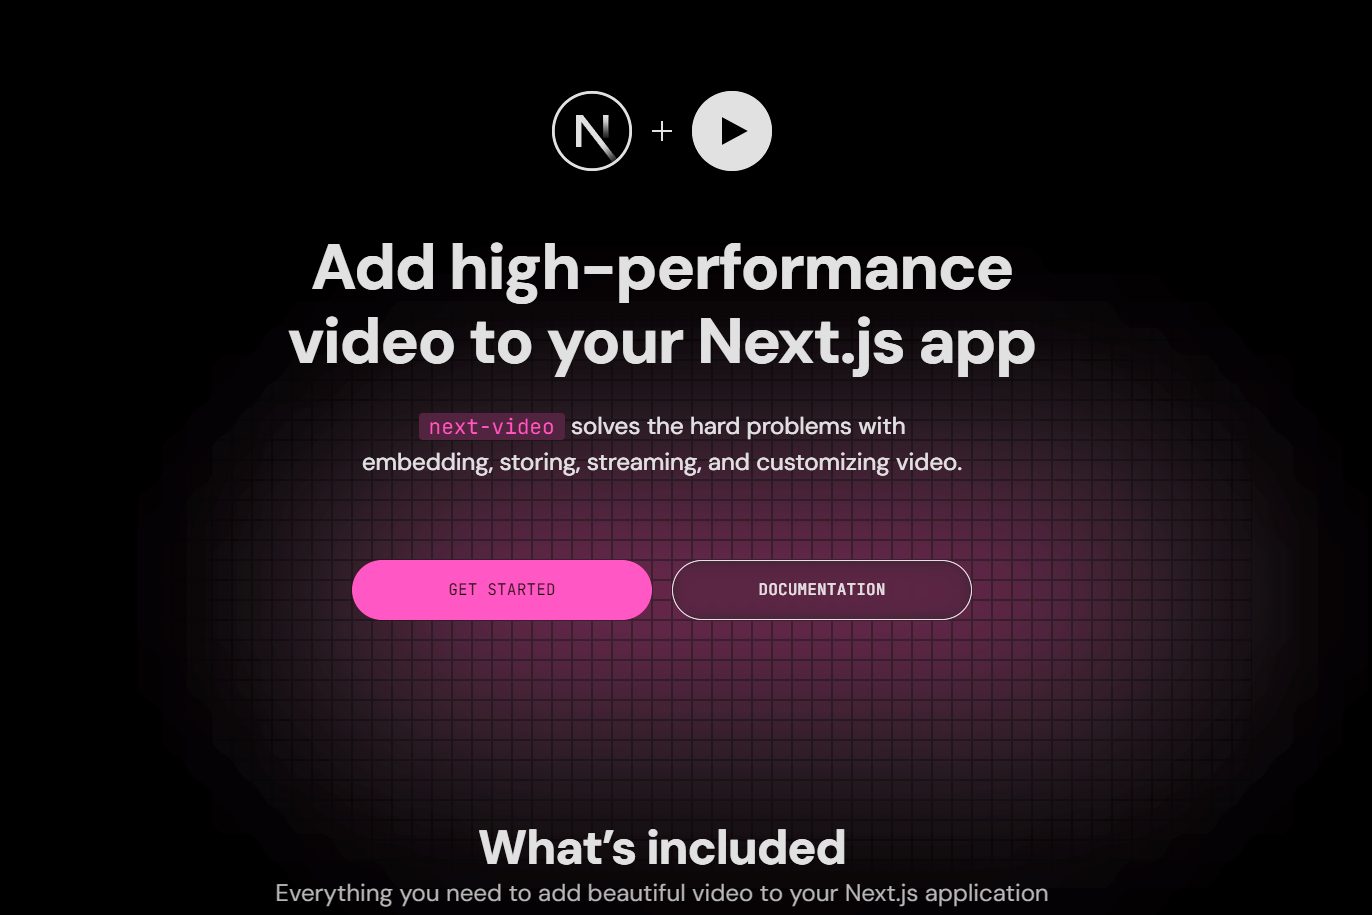 N
Add high-performance
video to your Next.js app
next-video solves the hard problems with
embedding, storing, streaming, and customizing video.
GET STARTED
DOCUMENTATION
What's included
Everything you need to add beautiful video to your Next.js application